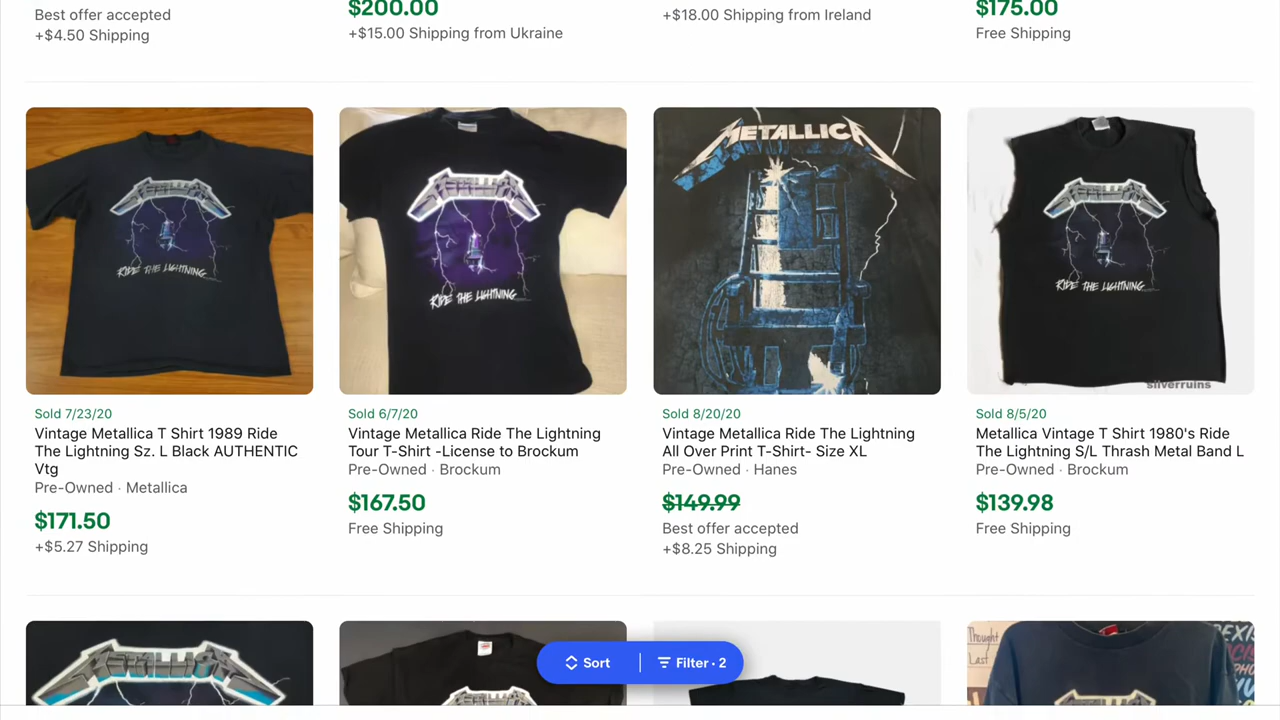 Best offer accepted
+$4.50 Shipping
$200.00
+$15.00 Shipping from Ukraine
+$18.00 Shipping from Ireland
$175.00
Free Shipping
METALLICA
RIDE THE LIGHTNING
METALLICA
RIDE THE LIGHTNING
METALLICA
METALLICA
RIDE THE LIGHTNING
silverruins
Sold 7/23/20
Vintage Metallica T Shirt 1989 Ride
The Lightning Sz. L Black AUTHENTIC
Vtg
Pre-Owned · Metallica
$171.50
+$5.27 Shipping
Sold 6/7/20
Vintage Metallica Ride The Lightning
Tour T-Shirt -License to Brockum
Pre-Owned · Brockum
$167.50
Free Shipping
Sold 8/20/20
Vintage Metallica Ride The Lightning
All Over Print T-Shirt- Size XL
Pre-Owned · Hanes
$149.99
Best offer accepted
+$8.25 Shipping
Sold 8/5/20
Metallica Vintage T Shirt 1980's Ride
The Lightning S/L Thrash Metal Band L
Pre-Owned · Brockum
$139.98
Free Shipping
METALLICA
Thought
Last
Sort
Filter · 2